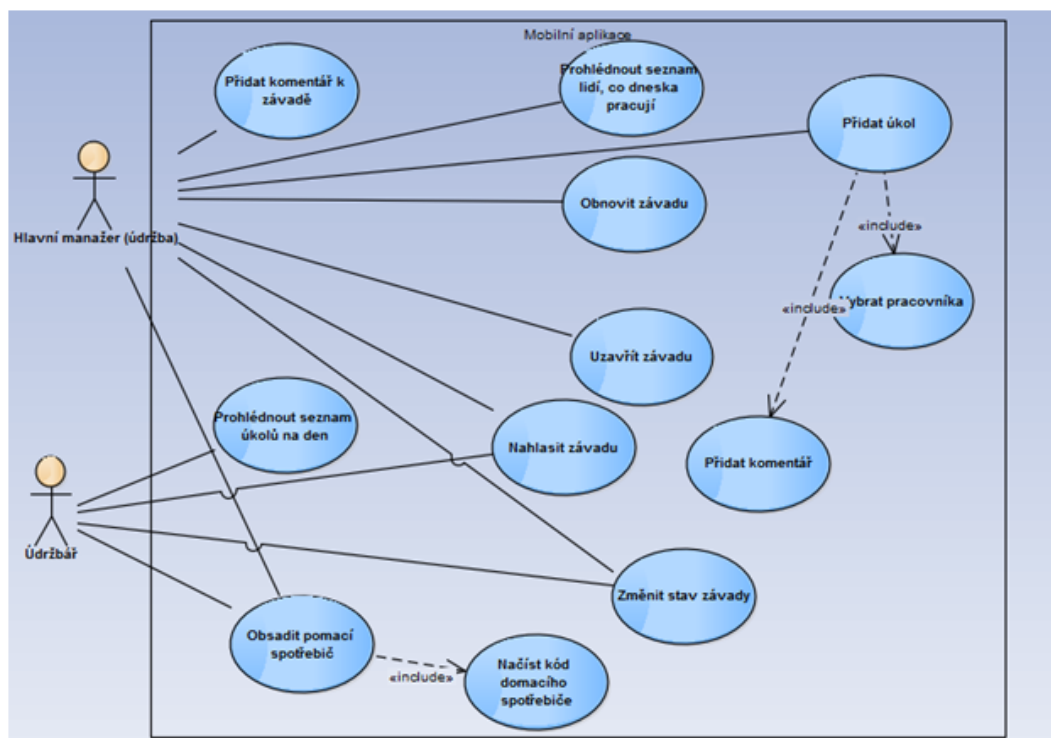 Mobilní aplikace
Přidat komentář k
závadě
Prohlédnout seznam
lidí, co dneska
pracují
Přidat úkol
Hlavní manažer (údržba)
Obnovit závadu
«include»
Vybrat pracovníka
«include»
Uzavřít závadu
Prohlédnout seznam
úkolů na den
Nahlasit závadu
Přidat komentář
Údržbář
Změnit stav závady
Obsadit pomací
spotřebič
«include»
Načíst kód
domacího
spotřebiče